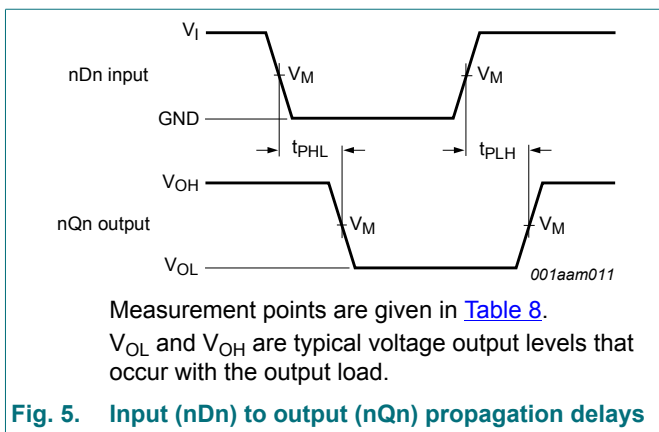 VI
nDn input
VM
VM
GND
tPHL
tPLH
VOH
nQn output
VM
VM
VOL
001aam011
Measurement points are given in Table 8.
VOL and VOH are typical voltage output levels that
occur with the output load.
Fig. 5. Input (nDn) to output (nQn) propagation delays